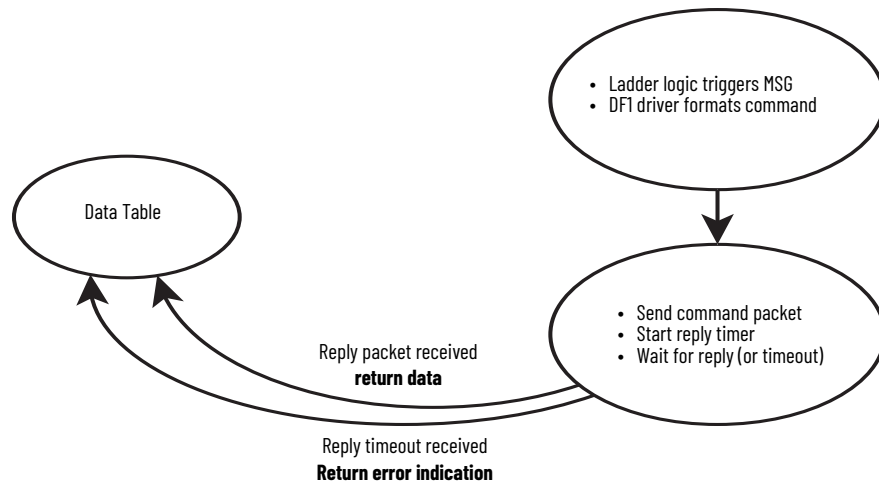 • Ladder logic triggers MSG
• DF1 driver formats command
Data Table
• Send command packet
• Start reply timer
• Wait for reply (or timeout)
Reply packet received
return data
Reply timeout received
Return error indication